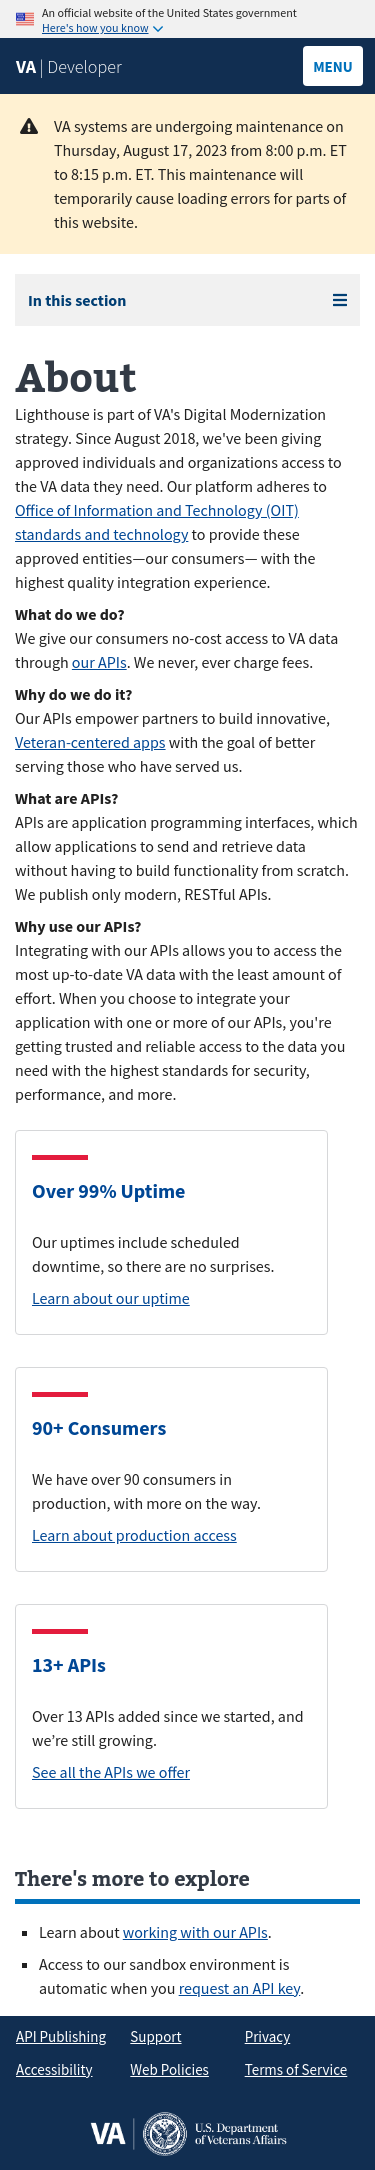 An official website of the United States government
Here's how you know
VA | Developer
MENU
VA systems are undergoing maintenance on
Thursday, August 17, 2023 from 8:00 p.m. ET
to 8:15 p.m. ET. This maintenance will
temporarily cause loading errors for parts of
this website.
In this section
About
Lighthouse is part of VA's Digital Modernization
strategy. Since August 2018, we've been giving
approved individuals and organizations access to
the VA data they need. Our platform adheres to
Office of Information and Technology (OIT)
standards and technology to provide these
approved entities—our consumers— with the
highest quality integration experience.
What do we do?
We give our consumers no-cost access to VA data
through our APIs. We never, ever charge fees.
Why do we do it?
Our APIs empower partners to build innovative,
Veteran-centered apps with the goal of better
serving those who have served us.
What are APIs?
APIs are application programming interfaces, which
allow applications to send and retrieve data
without having to build functionality from scratch.
We publish only modern, RESTful APIs.
Why use our APIs?
Integrating with our APIs allows you to access the
most up-to-date VA data with the least amount of
effort. When you choose to integrate your
application with one or more of our APIs, you're
getting trusted and reliable access to the data you
need with the highest standards for security,
performance, and more.
Over 99% Uptime
Our uptimes include scheduled
downtime, so there are no surprises.
Learn about our uptime
90+ Consumers
We have over 90 consumers in
production, with more on the way.
Learn about production access
13+ APIs
Over 13 APIs added since we started, and
we’re still growing.
See all the APIs we offer
There's more to explore
Learn about working with our APIs.
Access to our sandbox environment is
automatic when you request an API key.
API Publishing Support Privacy
Accessibility Web Policies Terms of Service
VA U.S. Department
of Veterans Affairs